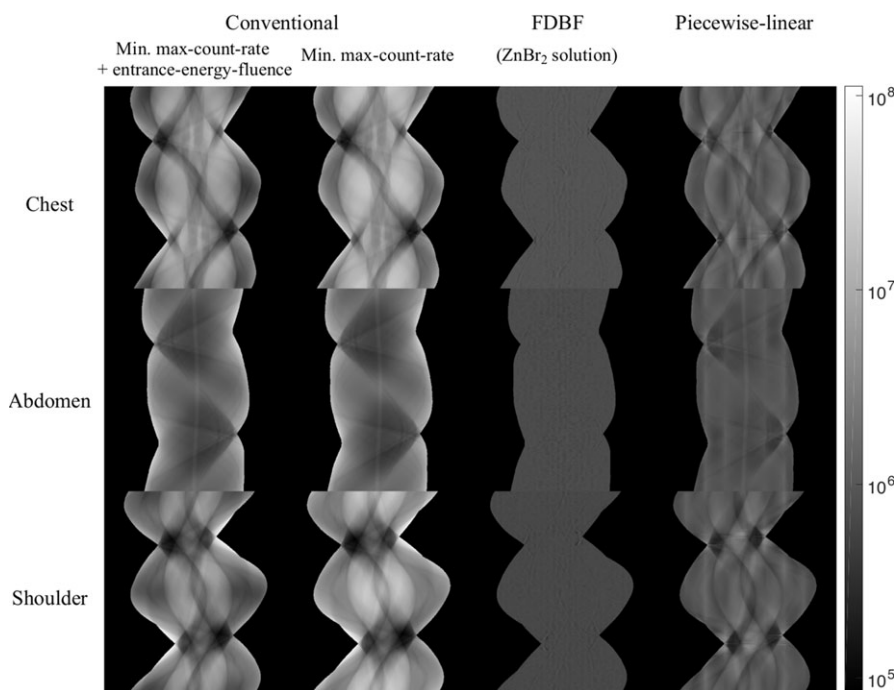 Conventional
FDBF
Piecewise-linear
Min. max-count-rate
+ entrance-energy-fluence
Min. max-count-rate
(ZnBr₂ solution)
10⁸
Chest
10⁷
Abdomen
10⁶
Shoulder
10⁵